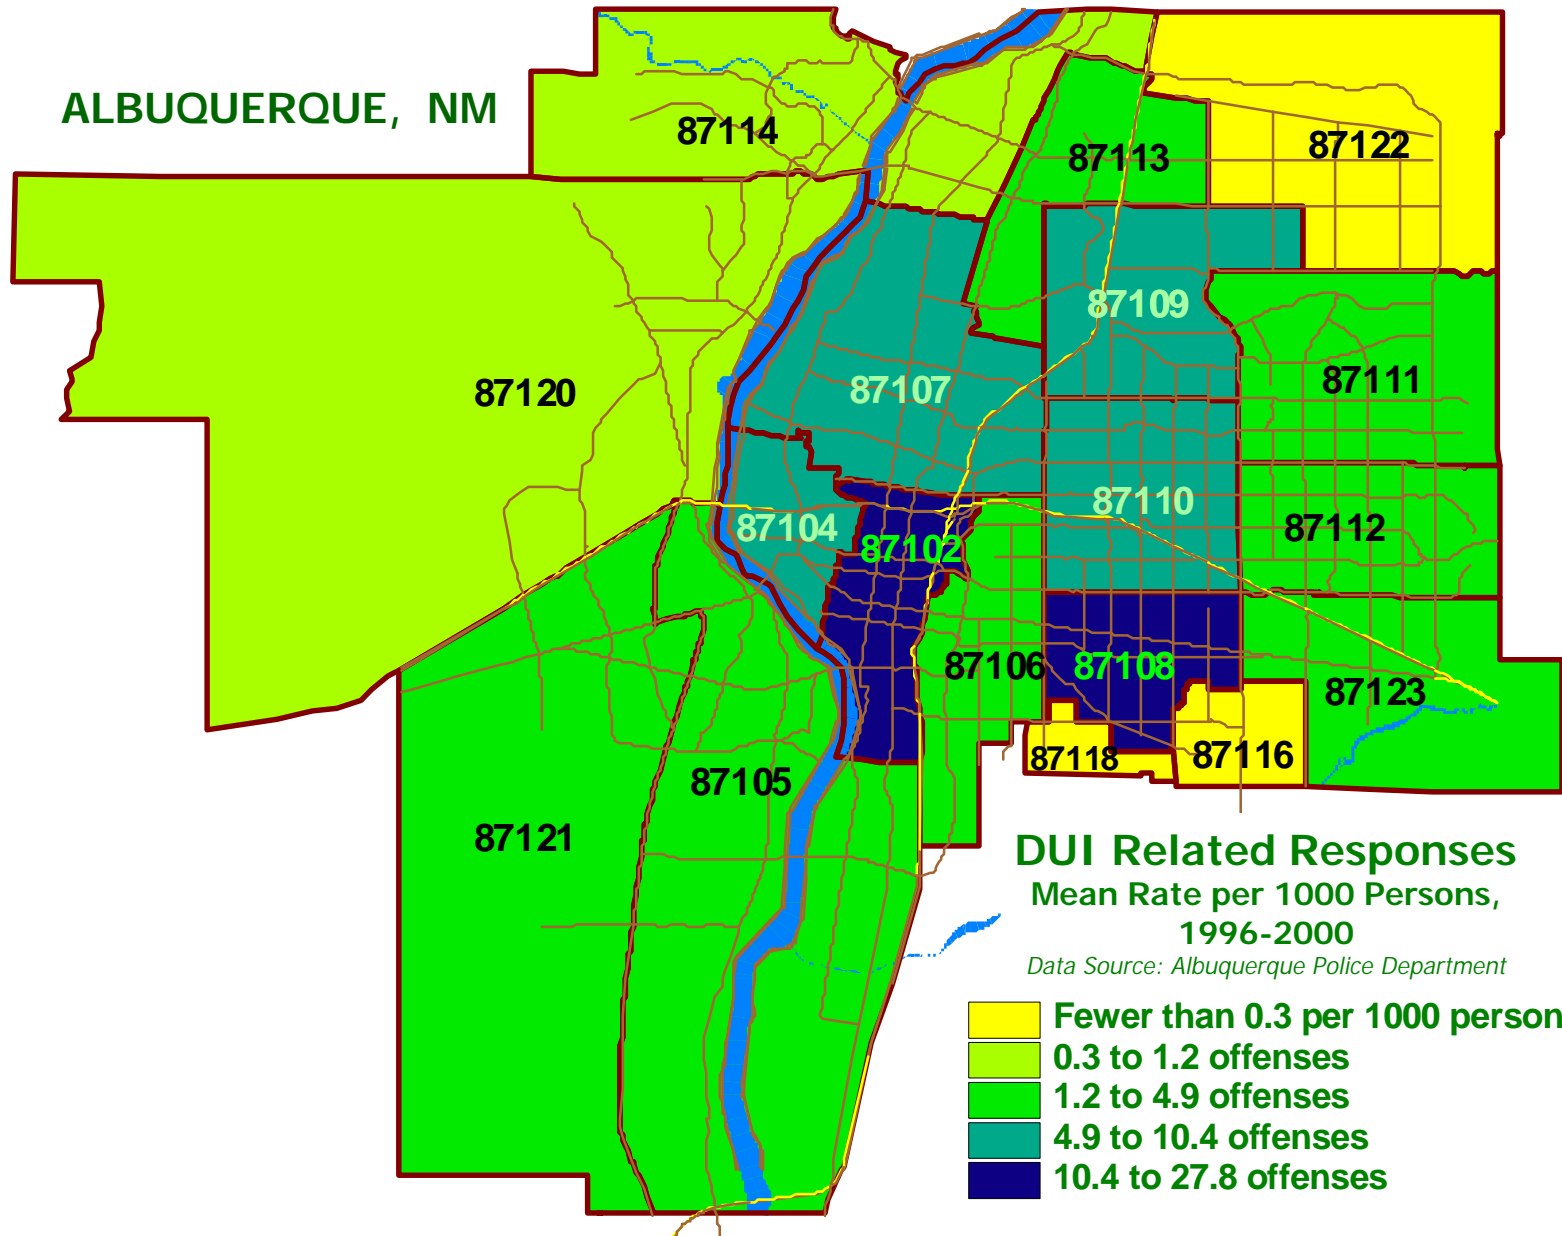 ALBUQUERQUE, NM
87114
87113
87122
87109
87120
87107
87111
87110
87104
87102
87112
87106
87108
87123
87118
87116
87105
87121
DUI Related Responses
Mean Rate per 1000 Persons,
1996-2000
Data Source: Albuquerque Police Department
Fewer than 0.3 per 1000 person
0.3 to 1.2 offenses
1.2 to 4.9 offenses
4.9 to 10.4 offenses
10.4 to 27.8 offenses